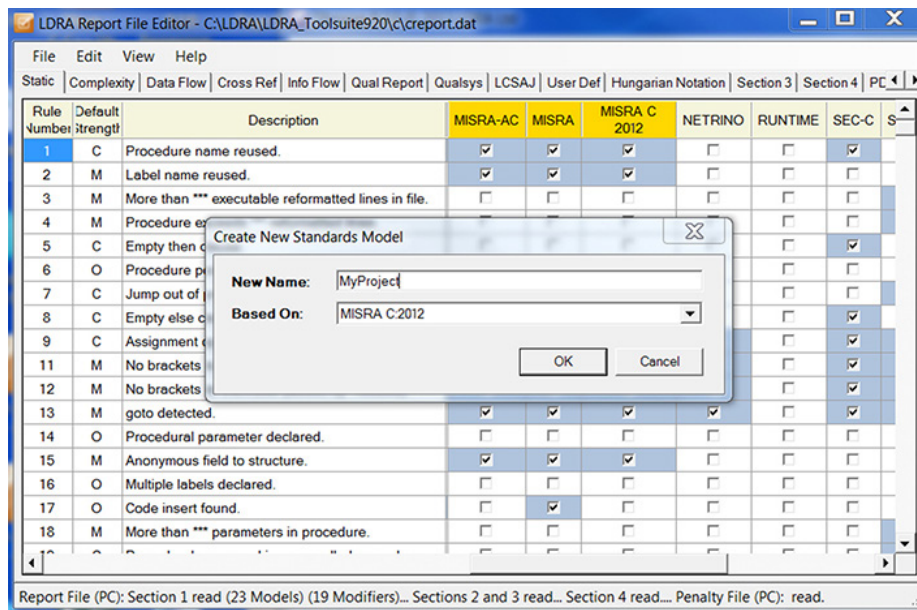 LDRA Report File Editor - C:\LDRA\LDRA_Toolsuite920\c\creport.dat
File Edit View Help
Static Complexity Data Flow Cross Ref Info Flow Qual Report Qualsys LCSAJ User Def Hungarian Notation Section 3 Section 4
Rule Number Default Strength Description MISRA-AC MISRA MISRA C 2012 NETRINO RUNTIME SEC-C
1 C Procedure name reused.
2 M Label name reused.
3 M More than *** executable reformatted lines in file.
4 M Procedure
5 C Empty then
6 O Procedure
7 C Jump out of
8 C Empty else
9 C Assignment
11 M No brackets
12 M No brackets
13 M goto detected.
14 O Procedural parameter declared.
15 M Anonymous field to structure.
16 O Multiple labels declared.
17 O Code insert found.
18 M More than *** parameters in procedure.
Create New Standards Model
New Name: MyProject
Based On: MISRA C:2012
OK Cancel
Report File (PC): Section 1 read (23 Models) (19 Modifiers)... Sections 2 and 3 read... Section 4 read.... Penalty File (PC): read.